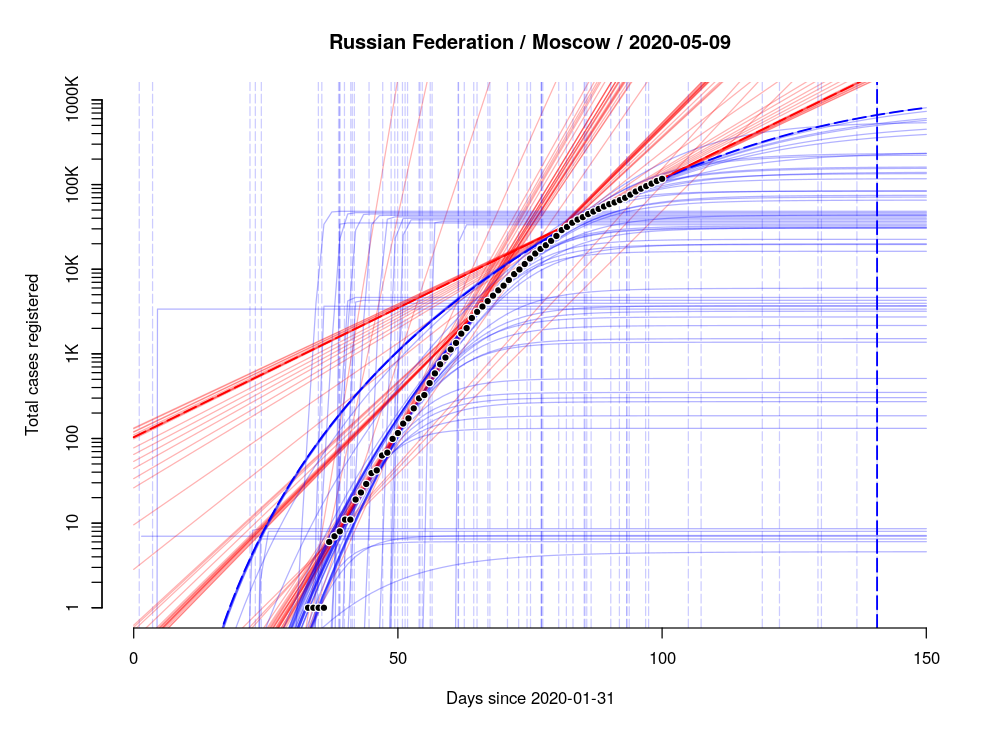 Russian Federation / Moscow / 2020-05-09
Total cases registered
1000K
100K
10K
1K
100
10
1
0 50 100 150
Days since 2020-01-31